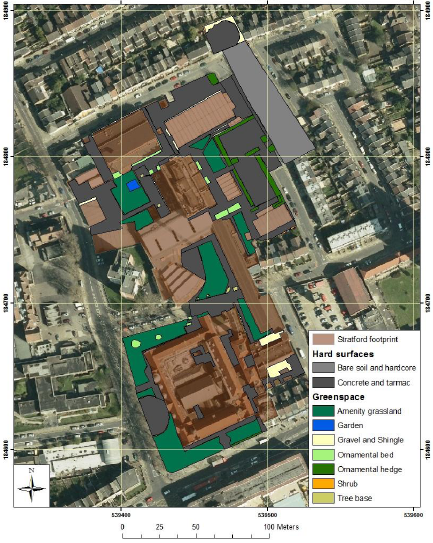 184900
184800
184700
184600
Stratford footprint
Hard surfaces
Bare soil and hardcore
Concrete and tarmac
Greenspace
Amenity grassland
Garden
Gravel and Shingle
Ornamental bed
Ornamental hedge
Shrub
Tree base
N
539400
539500
539600
0 25 50 100 Meters